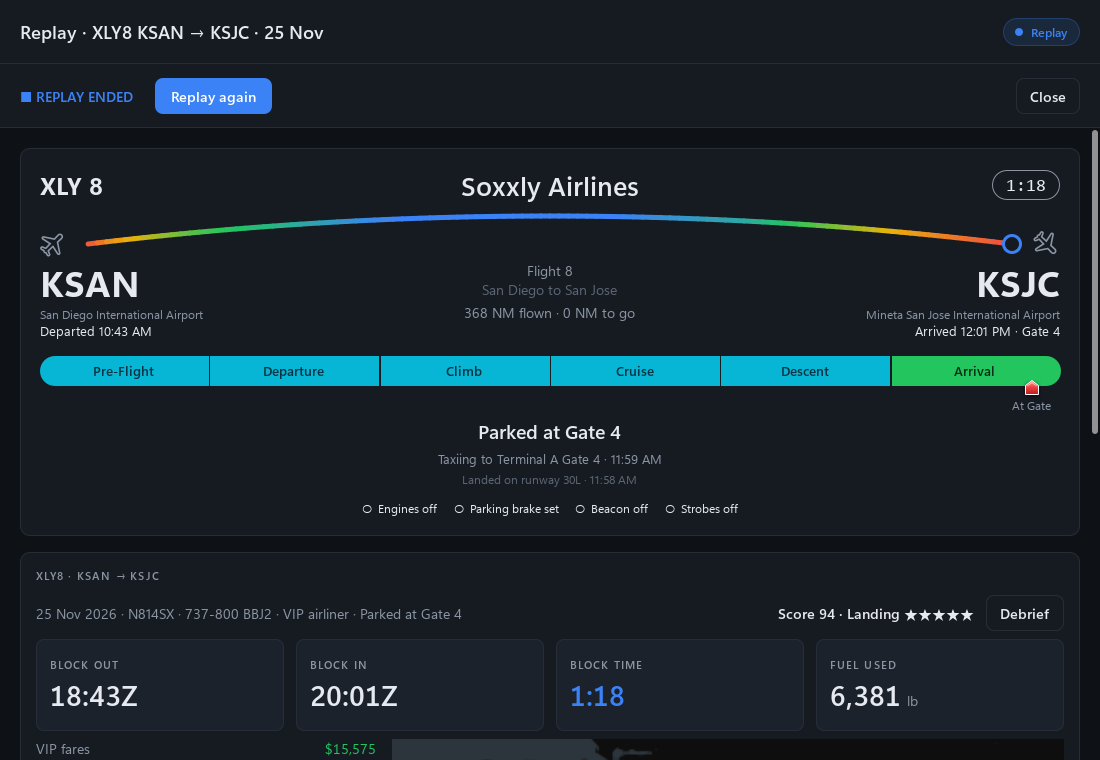 Replay · XLY8 KSAN → KSJC · 25 Nov
Replay
REPLAY ENDED
Replay again
Close
XLY 8
Soxxly Airlines
1:18
KSAN
Flight 8
KSJC
San Diego to San Jose
San Diego International Airport
368 NM flown · 0 NM to go
Mineta San Jose International Airport
Departed 10:43 AM
Arrived 12:01 PM · Gate 4
Pre-Flight
Departure
Climb
Cruise
Descent
Arrival
At Gate
Parked at Gate 4
Taxiing to Terminal A Gate 4 · 11:59 AM
Landed on runway 30L · 11:58 AM
Engines off
Parking brake set
Beacon off
Strobes off
XLY8 · KSAN → KSJC
25 Nov 2026 · N814SX · 737-800 BBJ2 · VIP airliner · Parked at Gate 4
Score 94 · Landing ★★★★★
Debrief
BLOCK OUT
18:43Z
BLOCK IN
20:01Z
BLOCK TIME
1:18
FUEL USED
6,381 lb
VIP fares
$15,575